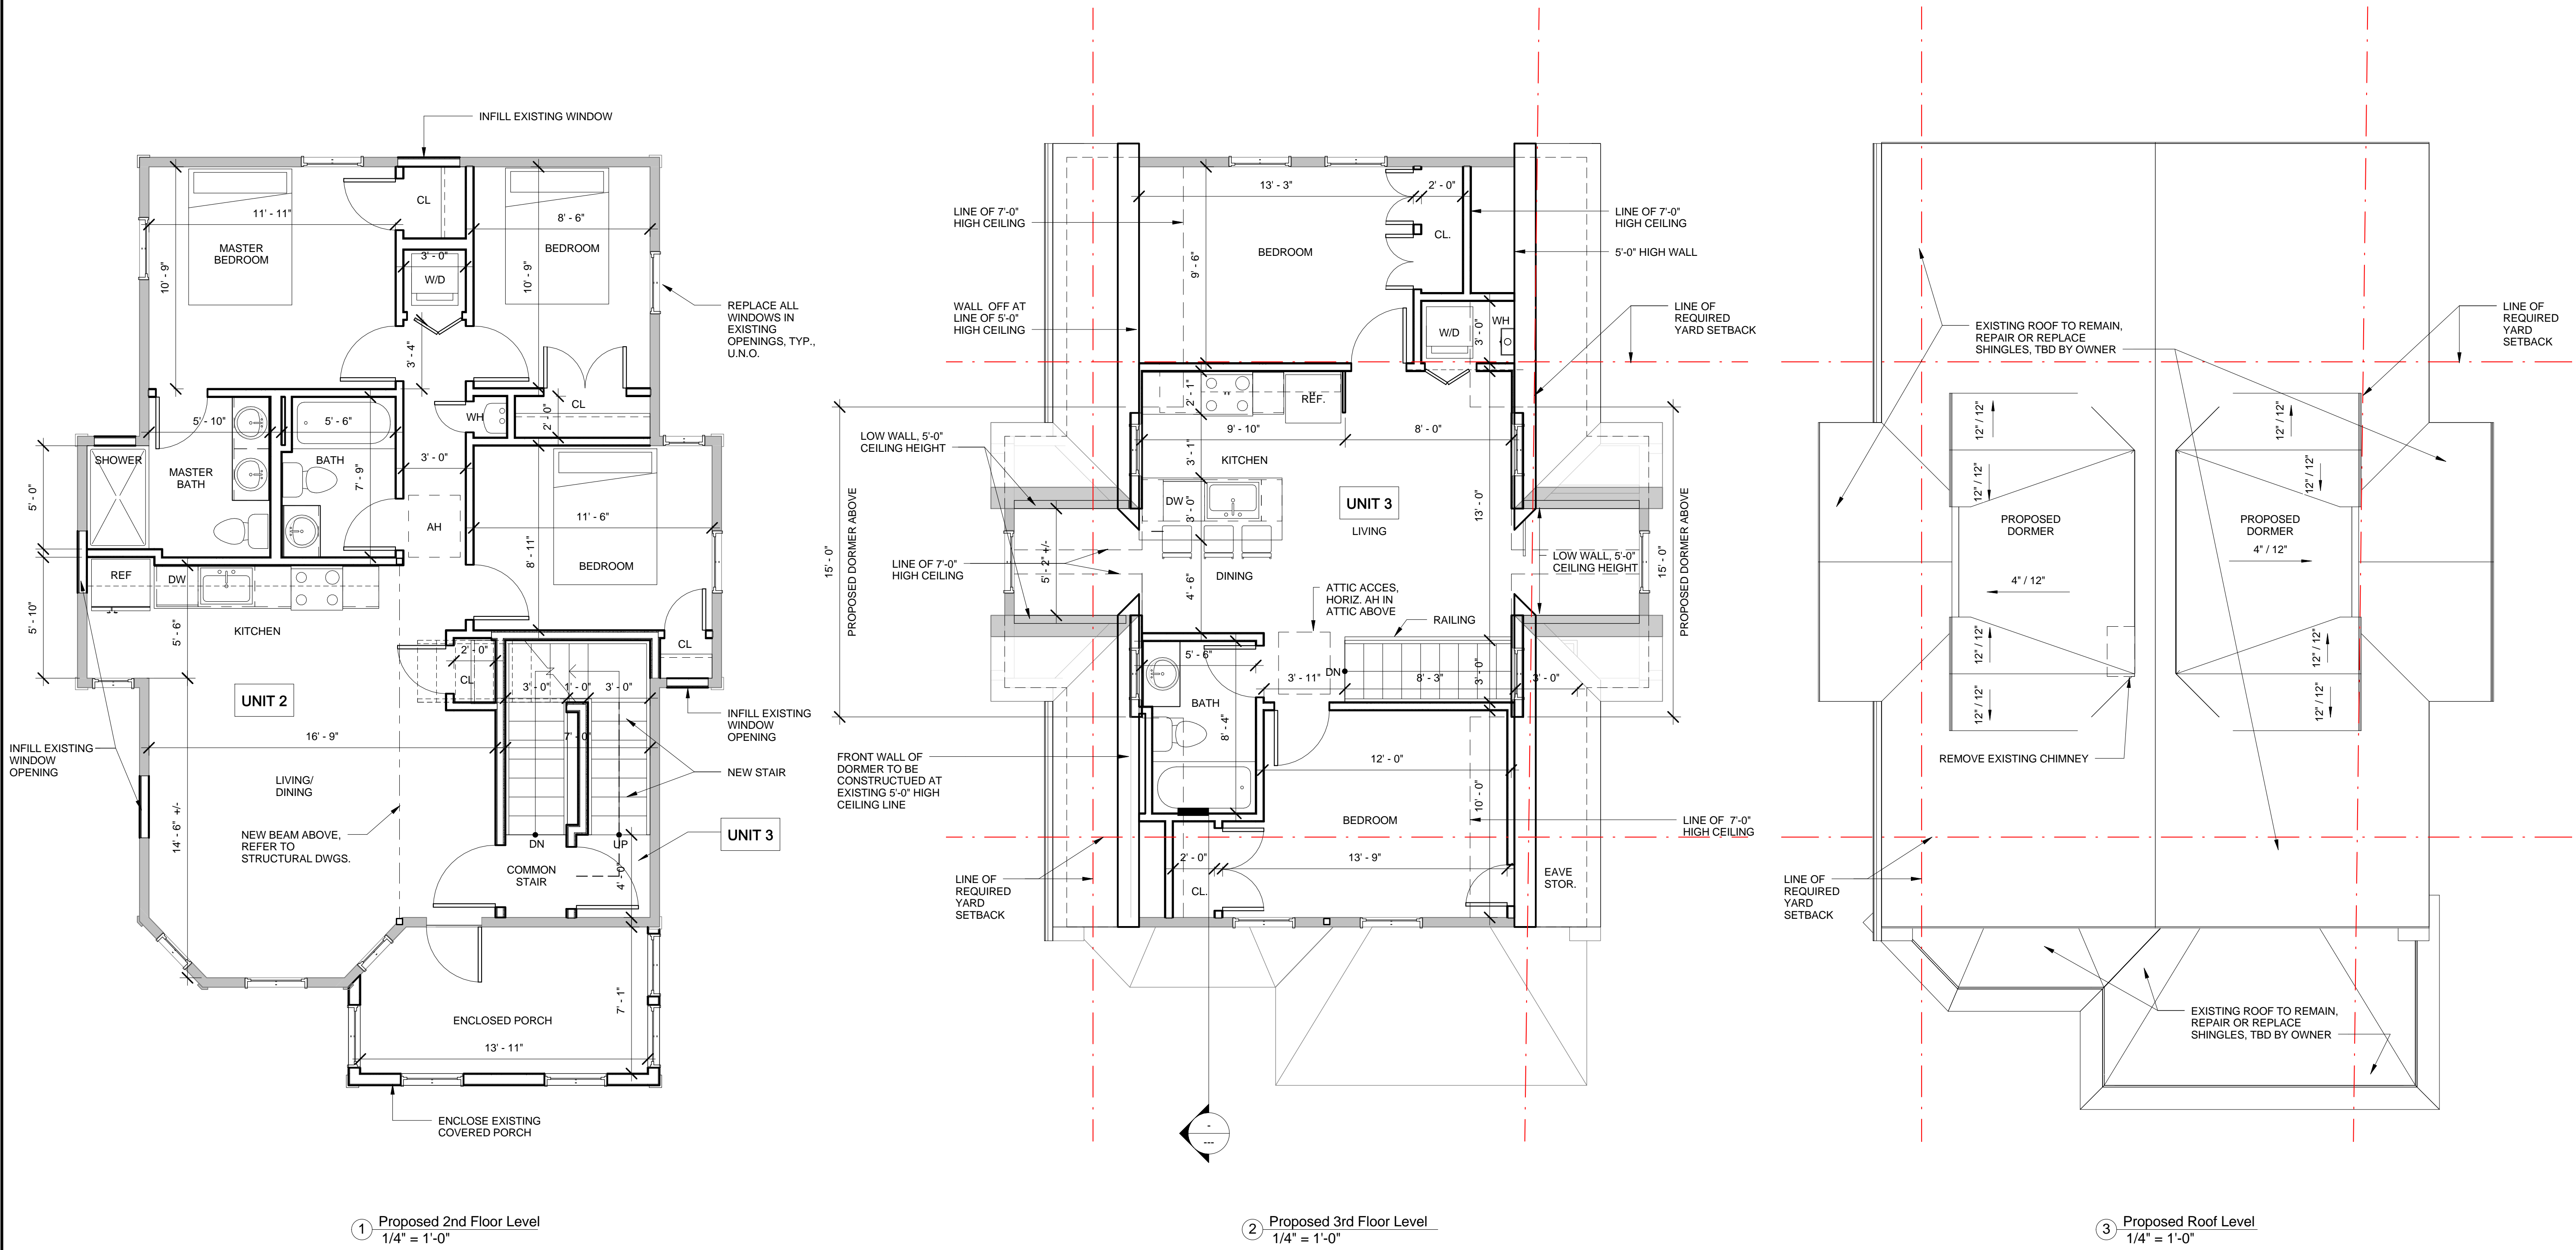 INFILL EXISTING WINDOW
CL
11' - 11"
8' - 6"
MASTER
BEDROOM
BEDROOM
3' - 0"
W/D
10' - 9"
10' - 9"
REPLACE ALL
WINDOWS IN
EXISTING
OPENINGS, TYP.,
U.N.O.
3' - 4"
CL
WH
2' - 0"
5' - 10"
5' - 6"
SHOWER
MASTER
BATH
BATH
3' - 0"
7' - 9"
5' - 0"
11' - 6"
AH
8' - 11"
BEDROOM
REF
DW
5' - 10"
5' - 6"
KITCHEN
2' - 0"
CL
CL
UNIT 2
3' - 0"
1' - 0"
3' - 0"
INFILL EXISTING
WINDOW
OPENING
16' - 9"
7' - 0"
INFILL EXISTING
WINDOW
OPENING
NEW STAIR
LIVING/
DINING
14' - 6" +/-
NEW BEAM ABOVE,
REFER TO
STRUCTURAL DWGS.
UNIT 3
DN
UP
COMMON
STAIR
4' - 0"
ENCLOSED PORCH
7' - 1"
13' - 11"
ENCLOSE EXISTING
COVERED PORCH
1
Proposed 2nd Floor Level
1/4" = 1'-0"
13' - 3"
2' - 0"
LINE OF 7'-0"
HIGH CEILING
LINE OF 7'-0"
HIGH CEILING
CL.
BEDROOM
5'-0" HIGH WALL
9' - 6"
WALL OFF AT
LINE OF 5'-0"
HIGH CEILING
LINE OF
REQUIRED
YARD SETBACK
W/D
WH
3' - 0"
2' - 1"
REF.
9' - 10"
8' - 0"
LOW WALL, 5'-0"
CEILING HEIGHT
3' - 1"
KITCHEN
DW
3' - 0"
UNIT 3
LIVING
13' - 0"
15' - 0"
PROPOSED DORMER ABOVE
5' - 2" +/-
LINE OF 7'-0"
HIGH CEILING
DINING
4' - 6"
LOW WALL, 5'-0"
CEILING HEIGHT
15' - 0"
PROPOSED DORMER ABOVE
ATTIC ACCES,
HORIZ. AH IN
ATTIC ABOVE
RAILING
5' - 6"
3' - 11"
DN
8' - 3"
3' - 0"
3' - 0"
BATH
8' - 4"
FRONT WALL OF
DORMER TO BE
CONSTRUCTUED AT
EXISTING 5'-0" HIGH
CEILING LINE
12' - 0"
10' - 0"
BEDROOM
LINE OF 7'-0"
HIGH CEILING
2' - 0"
13' - 9"
CL.
LINE OF
REQUIRED
YARD
SETBACK
EAVE
STOR.
-
---
2
Proposed 3rd Floor Level
1/4" = 1'-0"
EXISTING ROOF TO REMAIN,
REPAIR OR REPLACE
SHINGLES, TBD BY OWNER
LINE OF
REQUIRED
YARD
SETBACK
12" / 12"
12" / 12"
12" / 12"
12" / 12"
PROPOSED
DORMER
PROPOSED
DORMER
4" / 12"
4" / 12"
12" / 12"
12" / 12"
12" / 12"
12" / 12"
REMOVE EXISTING CHIMNEY
LINE OF
REQUIRED
YARD
SETBACK
EXISTING ROOF TO REMAIN,
REPAIR OR REPLACE
SHINGLES, TBD BY OWNER
3
Proposed Roof Level
1/4" = 1'-0"